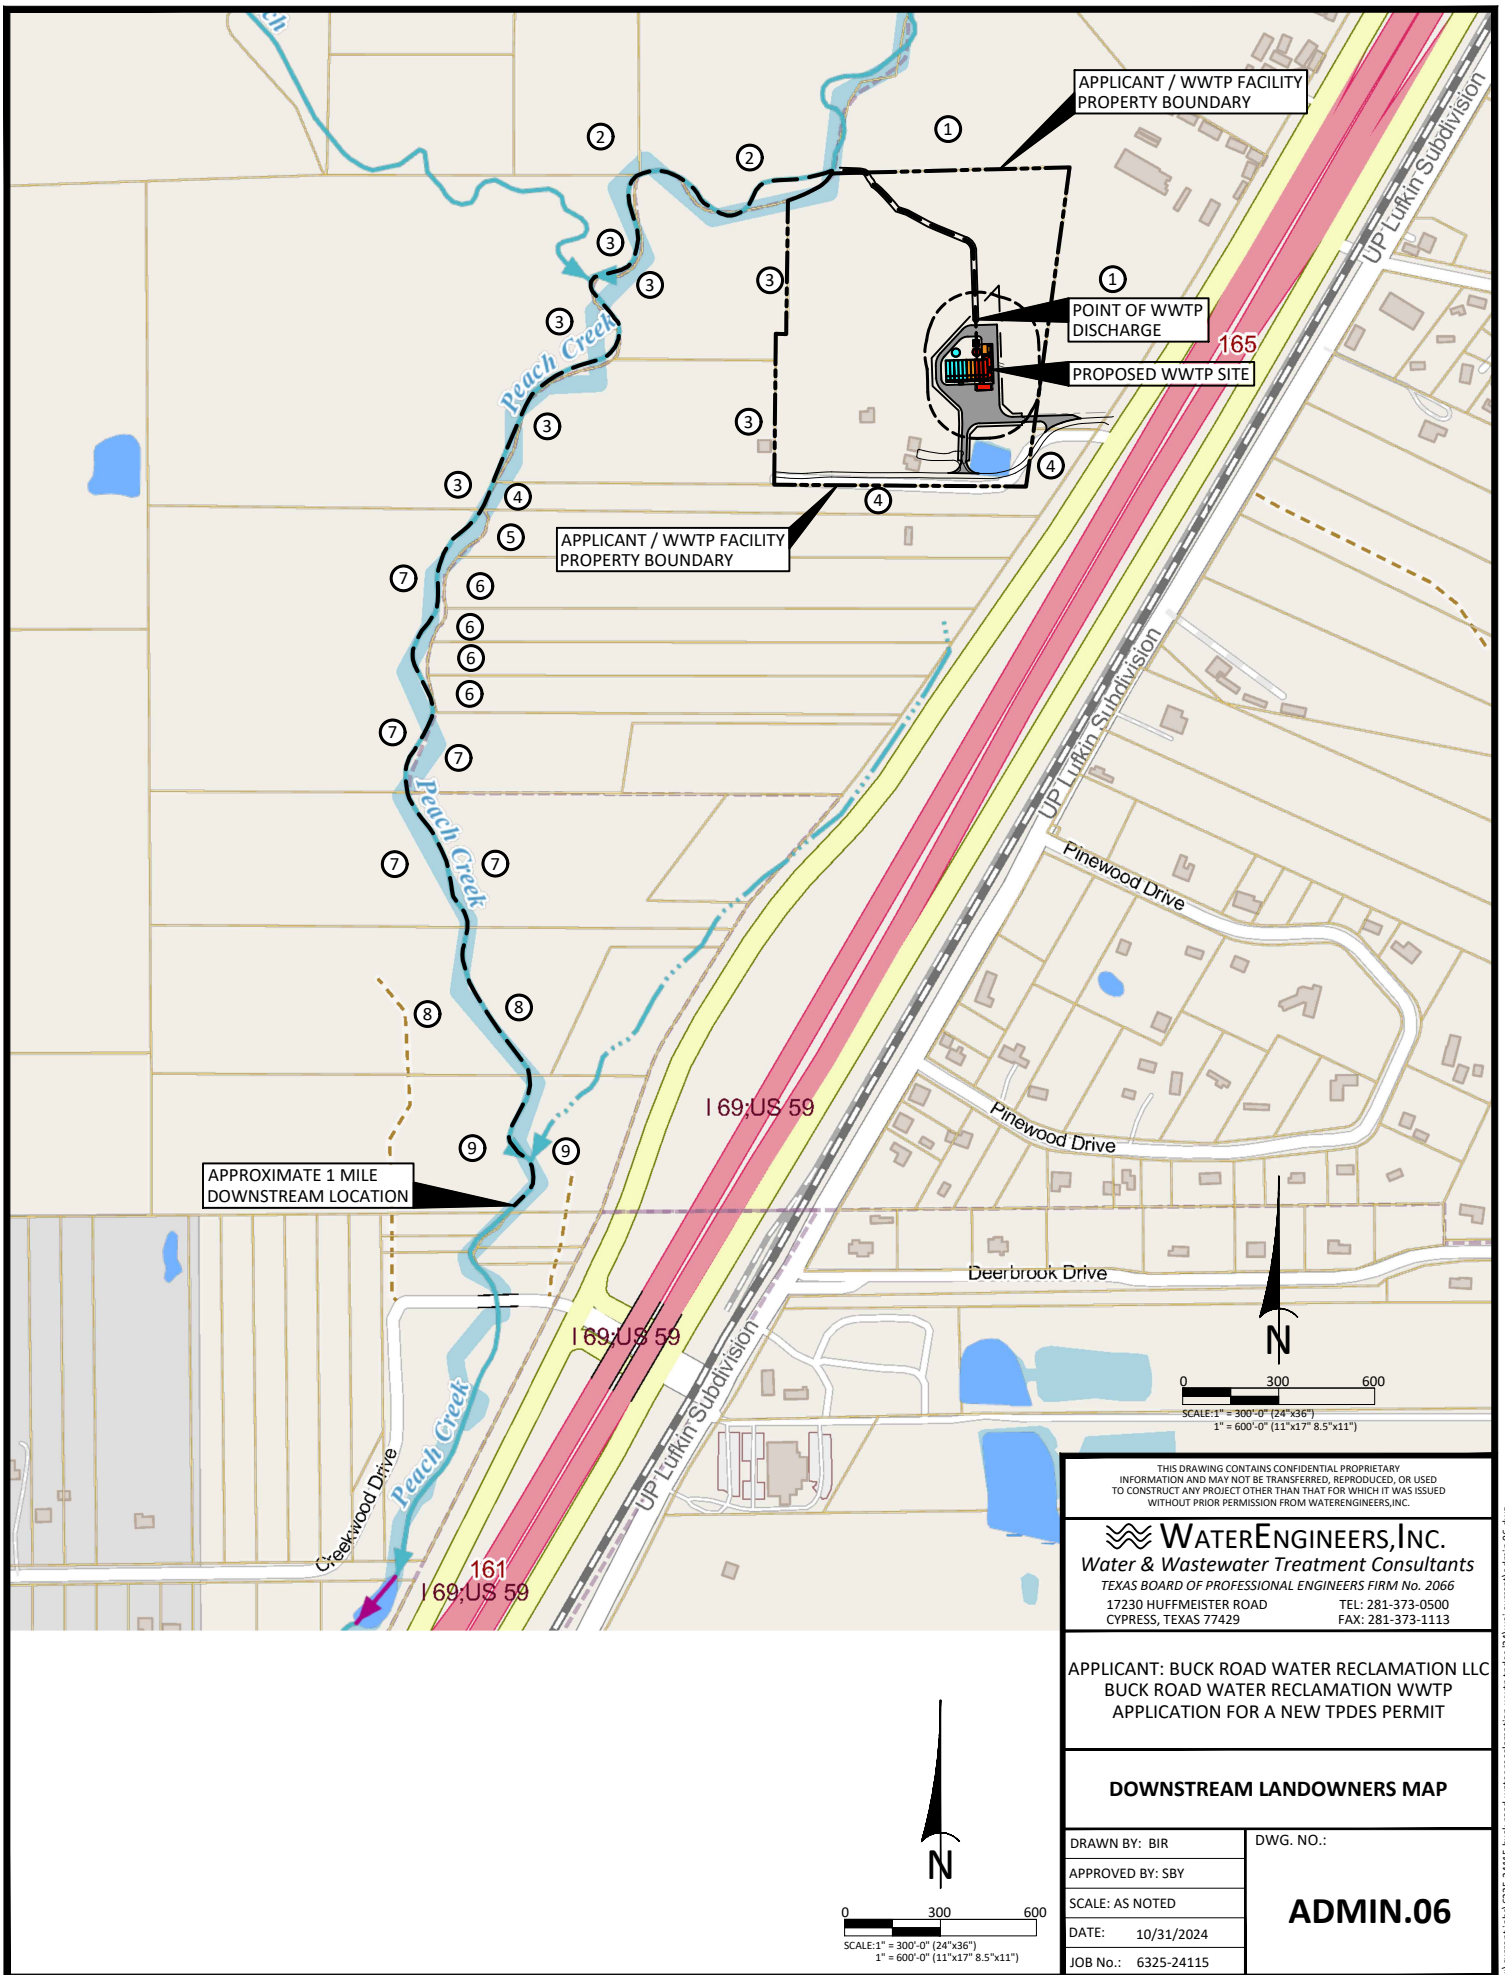 ch
APPLICANT / WWTP FACILITY
PROPERTY BOUNDARY
1
2
2
UP Lufkin Subdivision
3
3
3
1
POINT OF WWTP
DISCHARGE
3
165
Peach Creek
PROPOSED WWTP SITE
3
3
3
4
4
4
5
APPLICANT / WWTP FACILITY
PROPERTY BOUNDARY
7
6
6
6
6
UP Lufkin Subdivision
7
7
Peach Creek
7
7
Pinewood Drive
8
8
I 69;US 59
Pinewood Drive
9
9
APPROXIMATE 1 MILE
DOWNSTREAM LOCATION
Deerbrook Drive
I 69;US 59
UP Lufkin Subdivision
N
0 300 600
SCALE:1" = 300'-0" (24"x36")
1" = 600'-0" (11"x17" 8.5"x11")
Peach Creek
Creekwood Drive
161
I 69;US 59
THIS DRAWING CONTAINS CONFIDENTIAL PROPRIETARY
INFORMATION AND MAY NOT BE TRANSFERRED, REPRODUCED, OR USED
TO CONSTRUCT ANY PROJECT OTHER THAN THAT FOR WHICH IT WAS ISSUED
WITHOUT PRIOR PERMISSION FROM WATERENGINEERS,INC.
WATERENGINEERS,INC.
Water & Wastewater Treatment Consultants
TEXAS BOARD OF PROFESSIONAL ENGINEERS FIRM No. 2066
17230 HUFFMEISTER ROAD TEL: 281-373-0500
CYPRESS, TEXAS 77429 FAX: 281-373-1113
APPLICANT: BUCK ROAD WATER RECLAMATION LLC
BUCK ROAD WATER RECLAMATION WWTP
APPLICATION FOR A NEW TPDES PERMIT
DOWNSTREAM LANDOWNERS MAP
DRAWN BY: BIR
APPROVED BY: SBY
SCALE: AS NOTED
DATE: 10/31/2024
JOB No.: 6325-24115
DWG. NO.:
ADMIN.06
N
0 300 600
SCALE:1" = 300'-0" (24"x36")
1" = 600'-0" (11"x17" 8.5"x11")